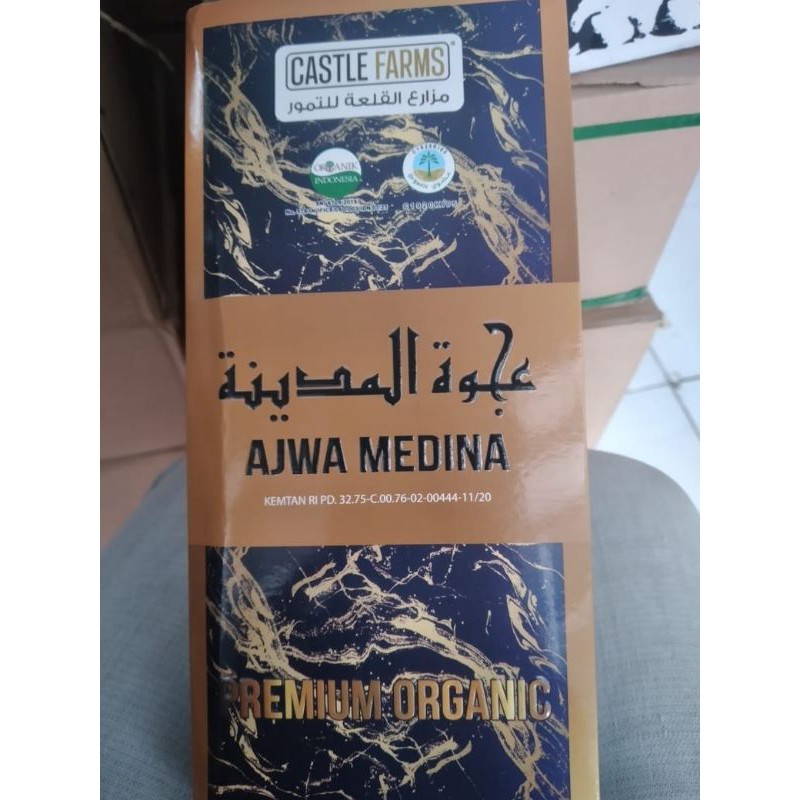 CASTLE FARMS
مزارع القلعة للتمور
ORGANIK
INDONESIA
عجوة المدينة
AJWA MEDINA
KEMTAN RI PD. 32.75-C.00.76-02-00444-11/20
PREMIUM ORGANIC